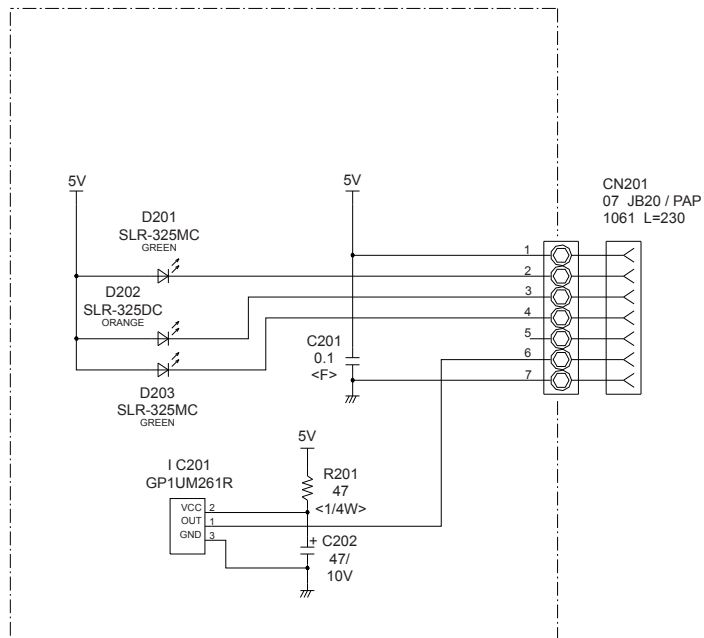 5V
D201
SLR-325MC
GREEN
D202
SLR-325DC
ORANGE
D203
SLR-325MC
GREEN
5V
C201
0.1
<F>
CN201
07 JB20 / PAP
1061 L=230
1
2
3
4
5
6
7
5V
R201
47
<1/4W>
I C201
GP1UM261R
VCC 2
OUT 1
GND 3
+ C202
47/
10V